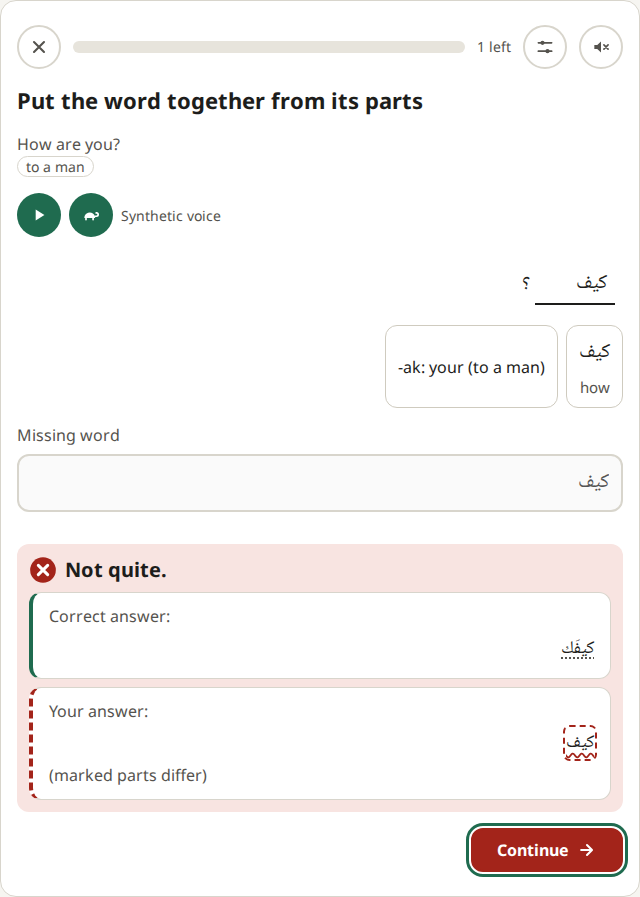 1 left
Put the word together from its parts
How are you?
to a man
Synthetic voice
كيف ؟
كيف
how
-ak: your (to a man)
Missing word
كيف
Not quite.
Correct answer:
كيفَك
Your answer:
كيف
(marked parts differ)
Continue